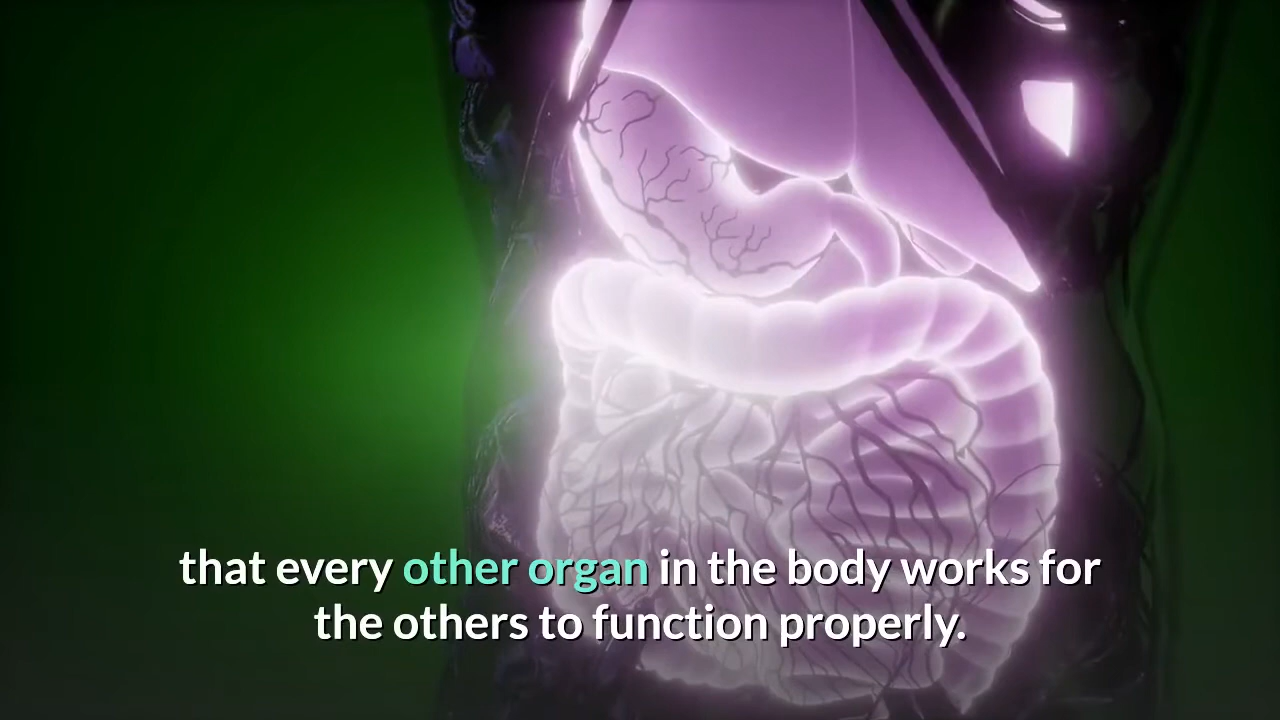 that every other organ in the body works for
the others to function properly.